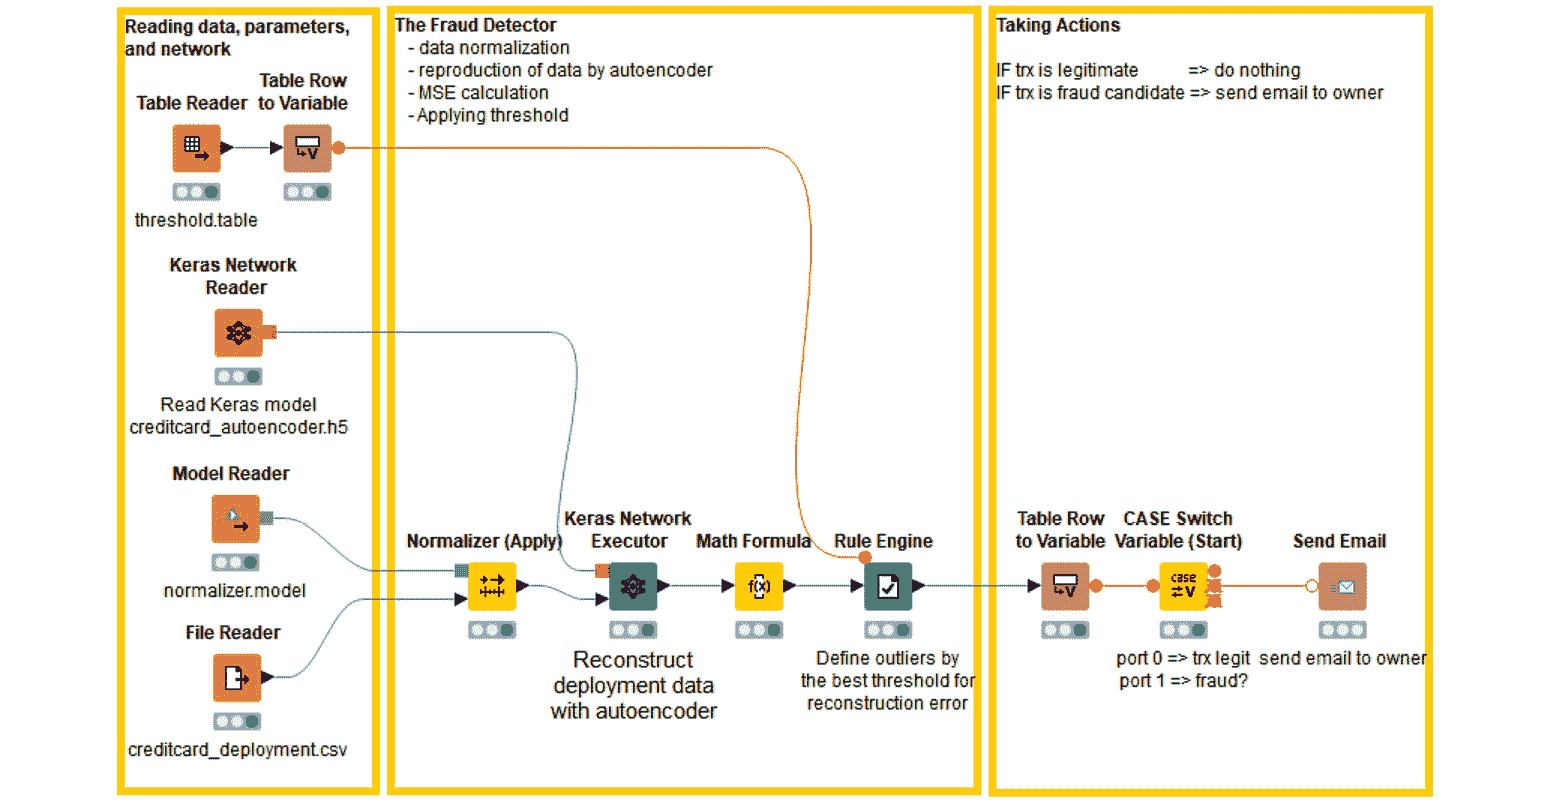 Reading data, parameters,
and network
Table Reader
Table Row
to Variable
threshold.table
Keras Network
Reader
Read Keras model
creditcard_autoencoder.h5
Model Reader
normalizer.model
File Reader
creditcard_deployment.csv
The Fraud Detector
- data normalization
- reproduction of data by autoencoder
- MSE calculation
- Applying threshold
Normalizer (Apply)
Keras Network
Executor
Reconstruct
deployment data
with autoencoder
Math Formula
f(x)
Rule Engine
Define outliers by
the best threshold for
reconstruction error
Taking Actions
IF trx is legitimate => do nothing
IF trx is fraud candidate => send email to owner
Table Row
to Variable
CASE Switch
Variable (Start)
case
port 0 => trx legit
port 1 => fraud?
Send Email
send email to owner